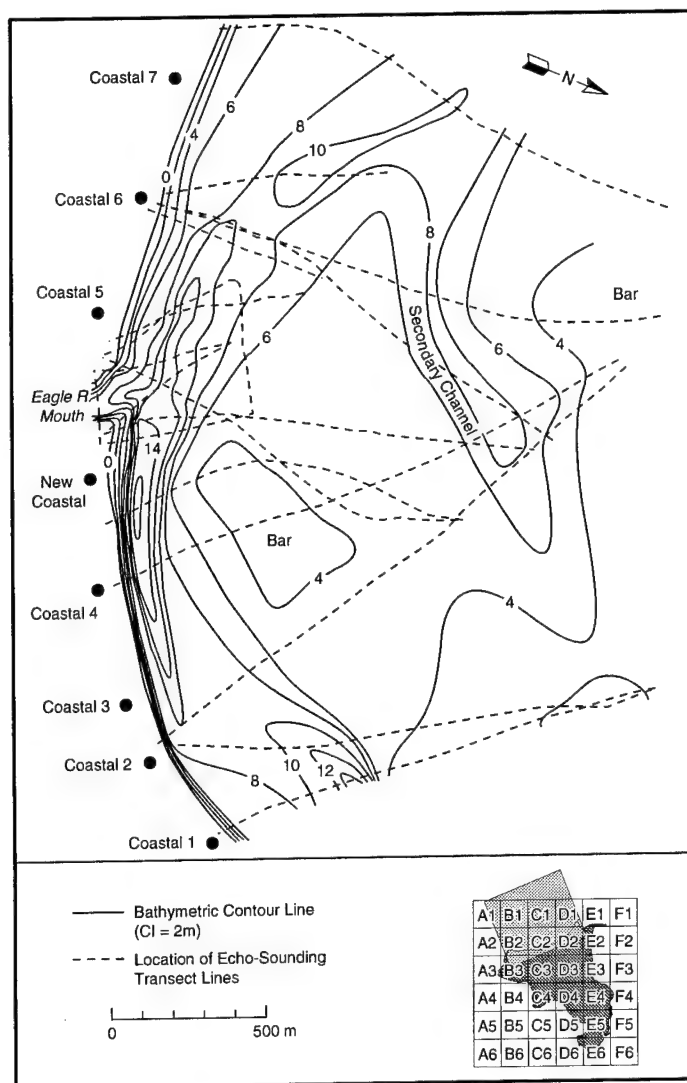 Coastal 7
N
4
6
8
0
10
Coastal 6
8
Coastal 5
Bar
6
6
4
Secondary Channel
Eagle R.
Mouth
14
0
New
Coastal
Bar
4
4
Coastal 4
Coastal 3
Coastal 2
10
8
12
Coastal 1
Bathymetric Contour Line
(CI = 2m)
Location of Echo-Sounding
Transect Lines
0 500 m
A1 B1 C1 D1 E1 F1
A2 B2 C2 D2 E2 F2
A3 B3 C3 D3 E3 F3
A4 B4 C4 D4 E4 F4
A5 B5 C5 D5 E5 F5
A6 B6 C6 D6 E6 F6